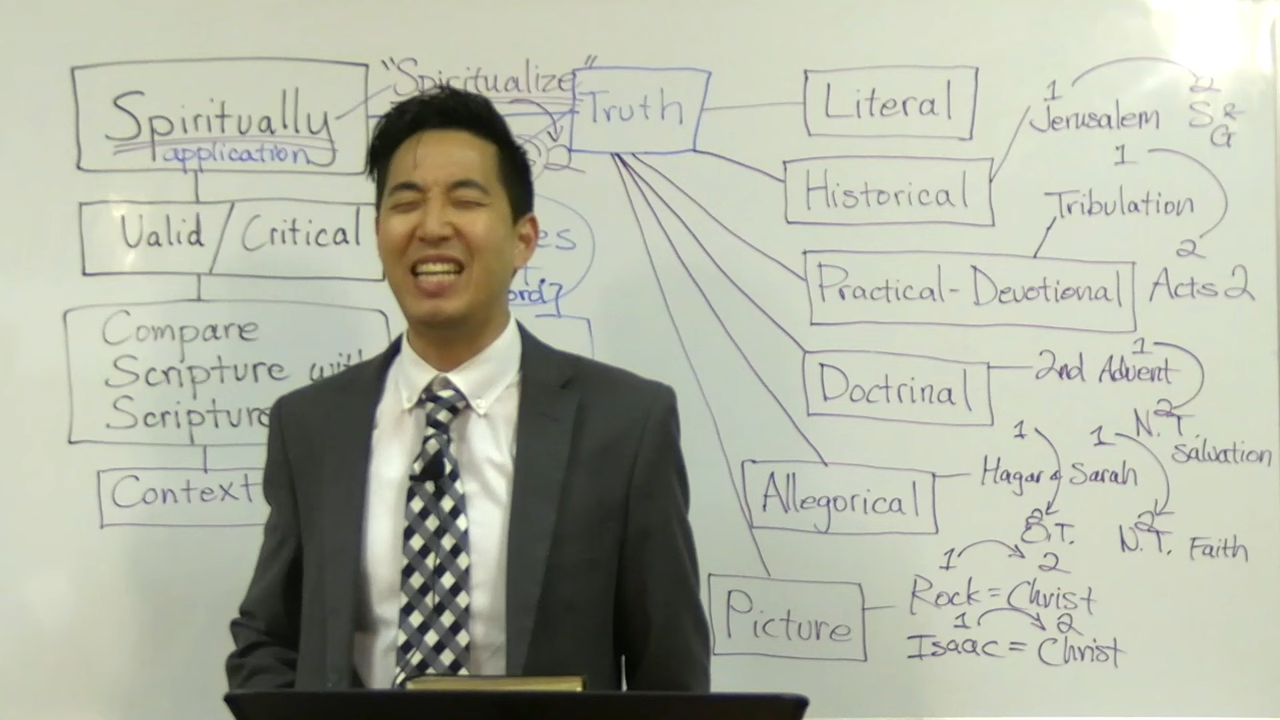 "Spiritualize"
Spiritually
application
Valid / Critical
Compare
Scripture with
Scripture
Context
Truth
Literal
Historical
1 2
Jerusalem S &
G
1
Tribulation
2
Practical-Devotional Acts 2
Doctrinal
1
2nd Advent
2
N.T.
Salvation
Allegorical
1 1
Hagar & Sarah
2 2
O.T. N.T. Faith
Picture
1 2
Rock = Christ
1 2
Isaac = Christ